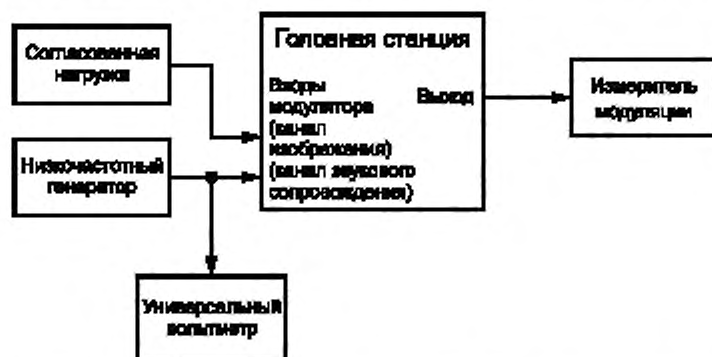 Согласованная
нагрузка
Низкочастотный
генератор
Универсальный
вольтметр
Головная станция
Входы
модулятора
(канал
изображения)
(канал звукового
сопровождения)
Выход
Измеритель
модуляции